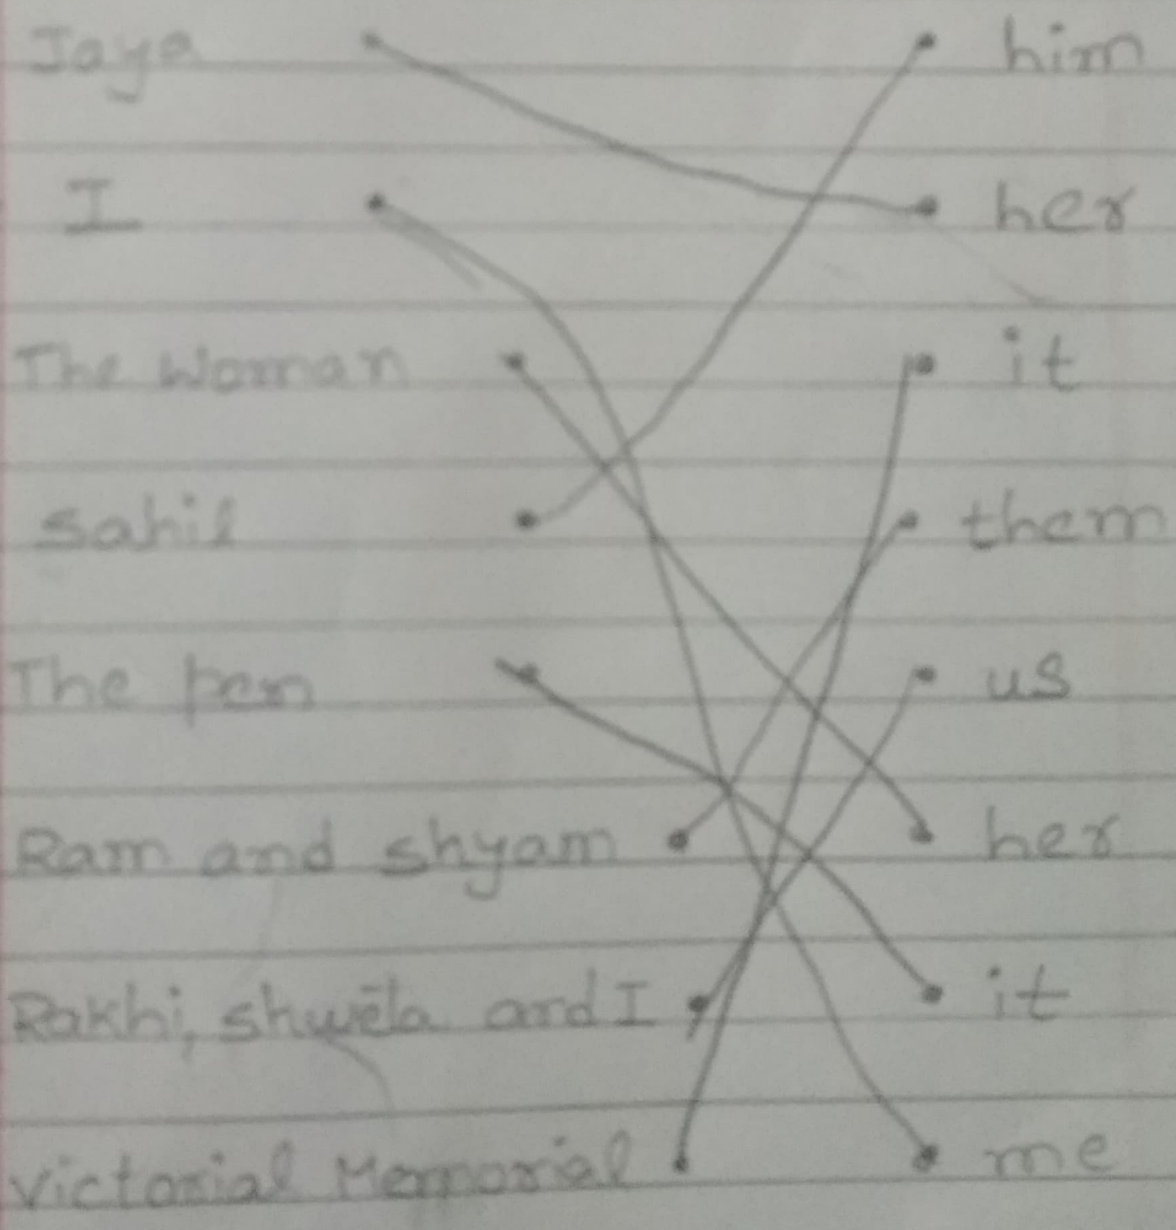 Jaya him
I her
The Woman it
Sahil them
The pen us
Ram and shyam her
Rakhi, shweta and I it
Victorial Memorial me